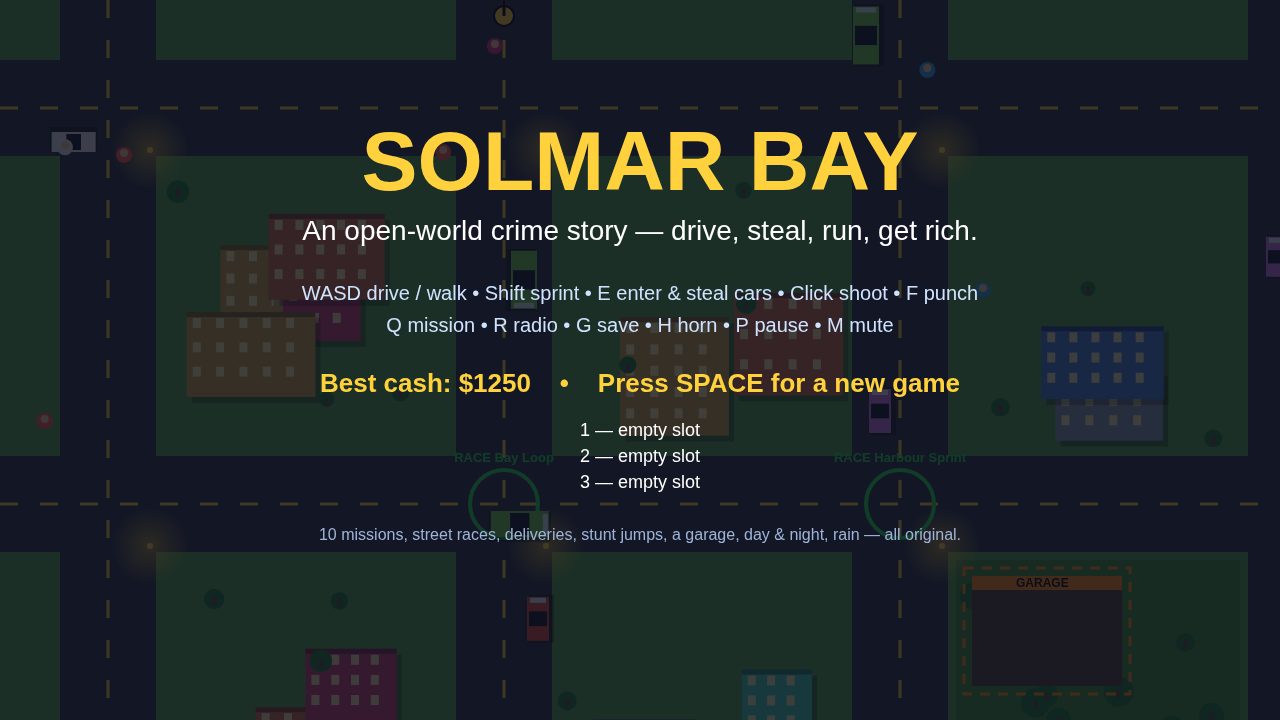 SOLMAR BAY
An open-world crime story — drive, steal, run, get rich.
WASD drive / walk • Shift sprint • E enter & steal cars • Click shoot • F punch
Q mission • R radio • G save • H horn • P pause • M mute
Best cash: $1250 • Press SPACE for a new game
1 — empty slot
2 — empty slot
3 — empty slot
RACE Bay Loop
RACE Harbour Sprint
10 missions, street races, deliveries, stunt jumps, a garage, day & night, rain — all original.
GARAGE